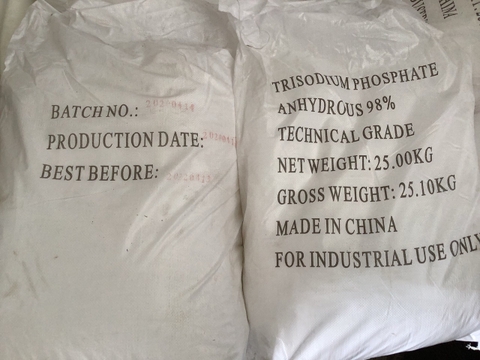 BATCH NO.:
PRODUCTION DATE:
BEST BEFORE:
TRISODIUM PHOSPHATE
ANHYDROUS 98%
TECHNICAL GRADE
NET WEIGHT: 25.00KG
GROSS WEIGHT: 25.10KG
MADE IN CHINA
FOR INDUSTRIAL USE ONLY